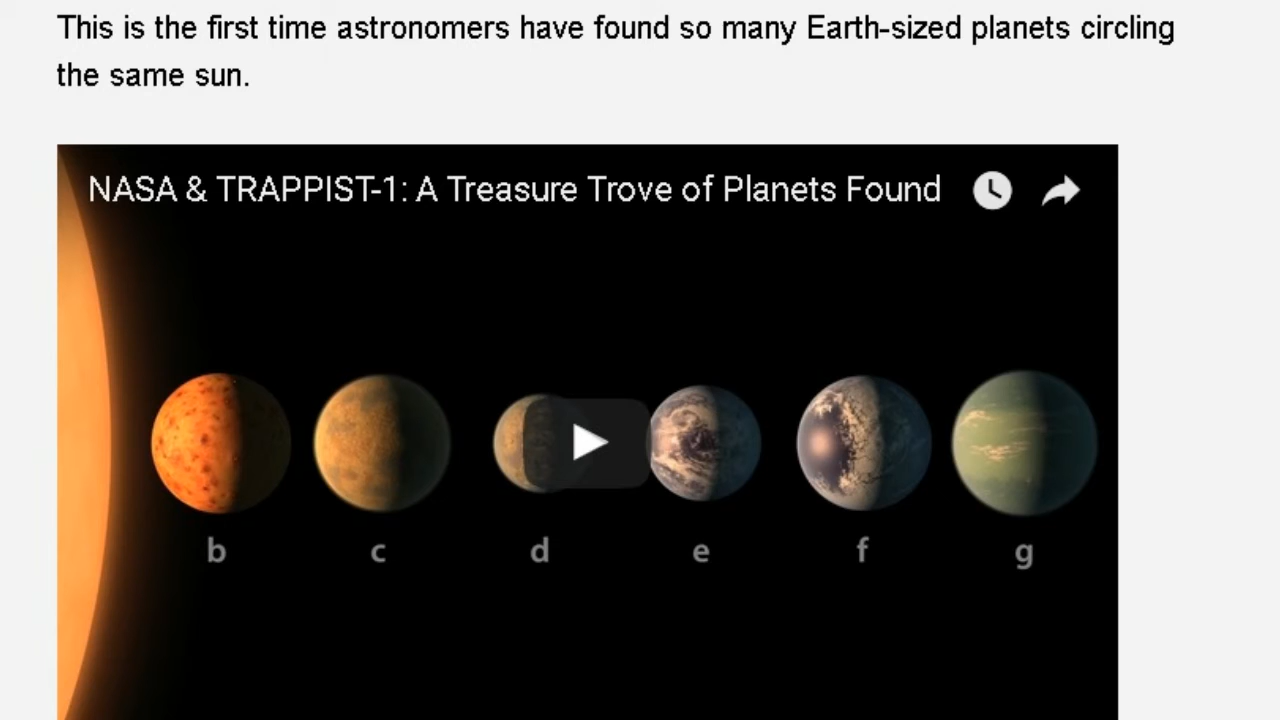 This is the first time astronomers have found so many Earth-sized planets circling
the same sun.
NASA & TRAPPIST-1: A Treasure Trove of Planets Found
b c d e f g